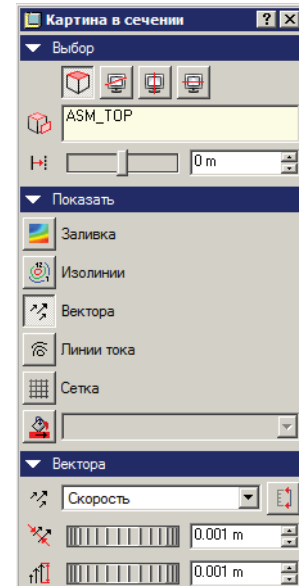 Картина в сечении
Выбор
ASM_TOP
0 m
Показать
Заливка
Изолинии
Вектора
Линии тока
Сетка
Вектора
Скорость
0.001 m
0.001 m